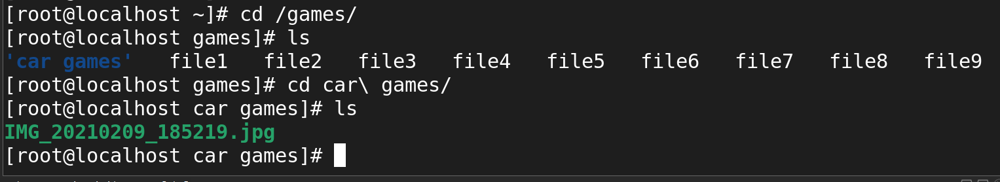 [root@localhost ~]# cd /games/
[root@localhost games]# ls
'car games'   file1   file2   file3   file4   file5   file6   file7   file8   file9
[root@localhost games]# cd car\ games/
[root@localhost car games]# ls
IMG_20210209_185219.jpg
[root@localhost car games]#